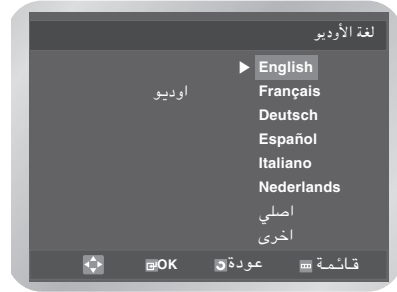 لغة الأوديو
English
اوديو
Français
Deutsch
Español
Italiano
Nederlands
اصلي
اخرى
قائمة عودة OK